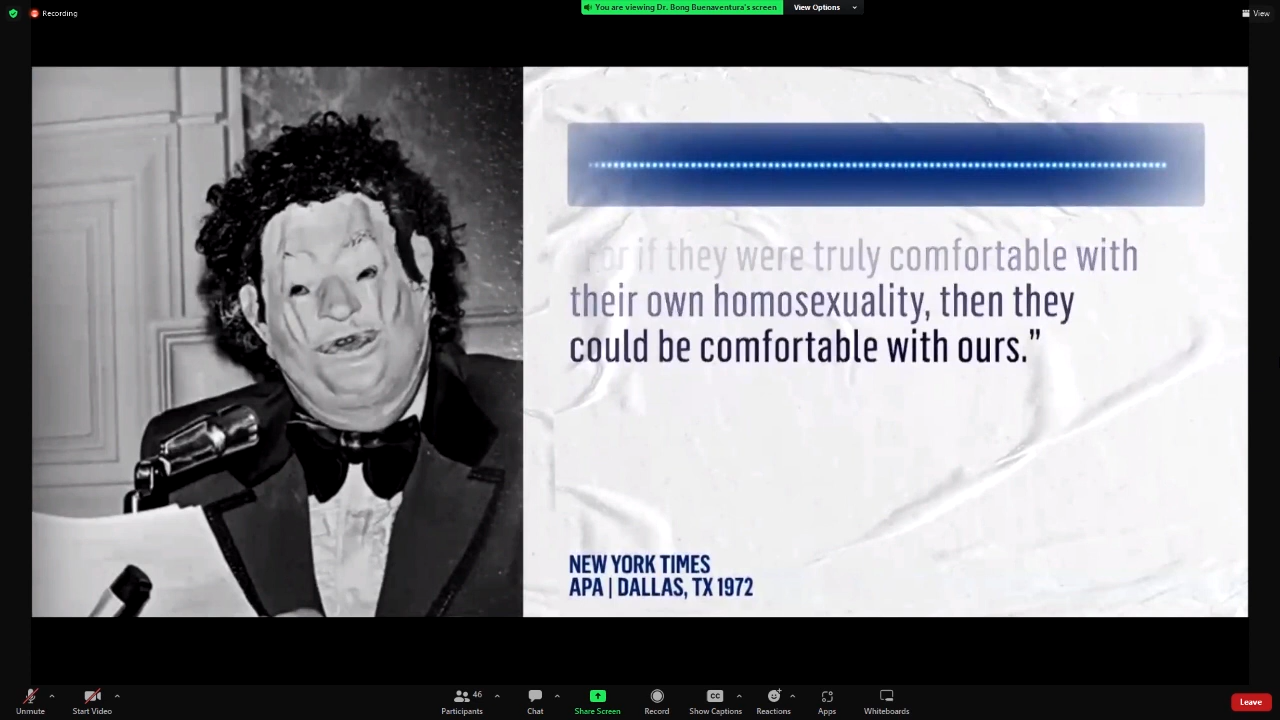 Recording
You are viewing Dr. Bong Buenaventura's screen
View Options
View
"For if they were truly comfortable with
their own homosexuality, then they
could be comfortable with ours.”
NEW YORK TIMES
APA | DALLAS, TX 1972
Unmute
Start Video
46
Participants
Chat
Share Screen
Record
CC
Show Captions
Reactions
Apps
Whiteboards
Leave